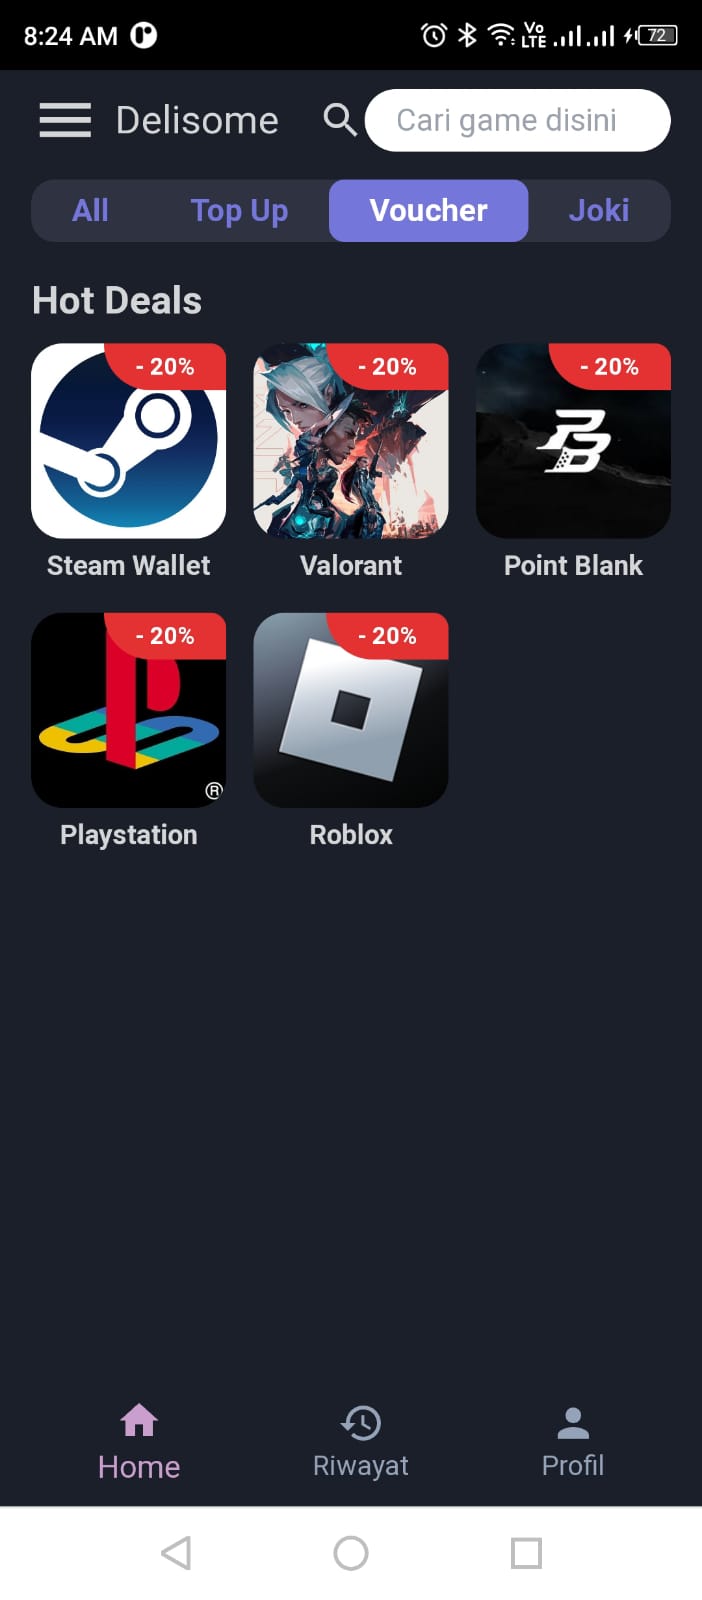 8:24 AM
Vo
LTE
72
Delisome
Cari game disini
All
Top Up
Voucher
Joki
Hot Deals
- 20%
- 20%
- 20%
Steam Wallet
Valorant
Point Blank
- 20%
- 20%
®
Playstation
Roblox
Home
Riwayat
Profil